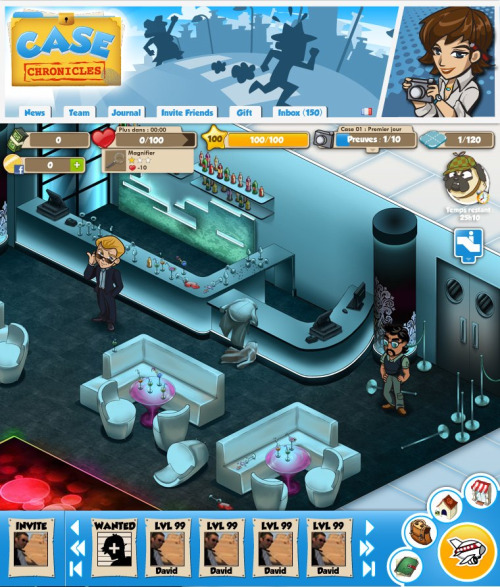 CASE
CHRONICLES
News Team Journal Invite Friends Gift Inbox (150)
0
Plus dans : 00:00
0/100
100
100/100
Case 01 : Premier jour
Preuves : 1/10
1/120
0
Magnifier
-10
Temps restant
23h10
INVITE
WANTED
LVL 99
David
LVL 99
David
LVL 99
David
LVL 99
David